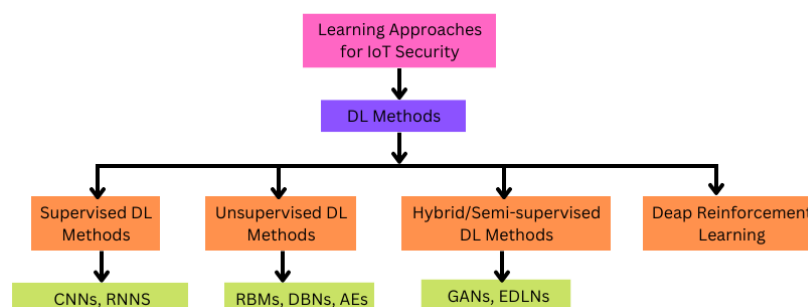 Learning Approaches
for IoT Security
DL Methods
Supervised DL
Methods
Unsupervised DL
Methods
Hybrid/Semi-supervised
DL Methods
Deap Reinforcement
Learning
CNNs, RNNS
RBMs, DBNs, AEs
GANs, EDLNs